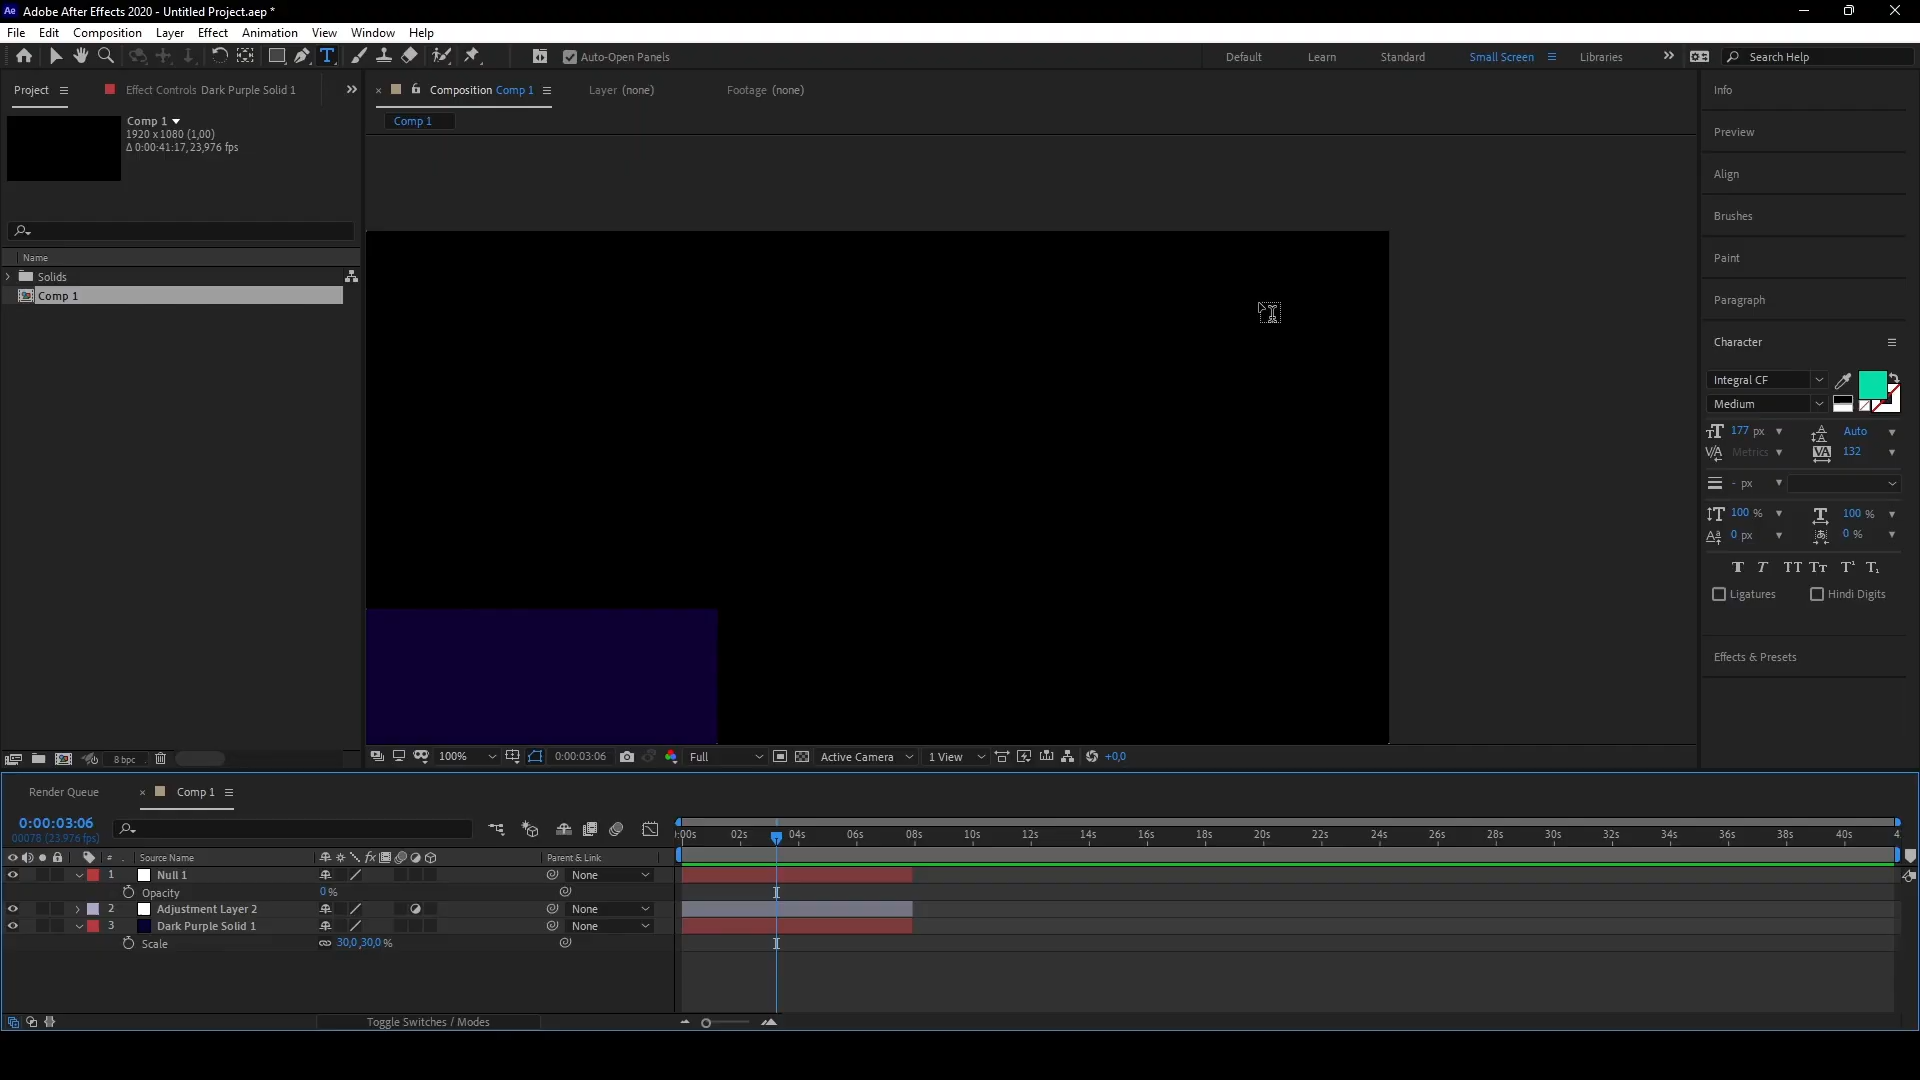 Ae Adobe After Effects 2020 - Untitled Project.aep *
File Edit Composition Layer Effect Animation View Window Help
T Auto-Open Panels Default Learn Standard Small Screen Libraries Search Help
Project Effect Controls Dark Purple Solid 1 Composition Comp 1 Layer (none) Footage (none) Info
Comp 1
1920 x 1080 (1,00)
Δ 0:00:41:17, 23,976 fps
Comp 1
Preview
Align
Brushes
Paint
Paragraph
Name
Solids
Comp 1
Character
Integral CF
Medium
177 px Auto
Metrics 132
- px
100 % 100 %
0 px 0 %
T T TT Tт T¹ T₁
Ligatures Hindi Digits
Effects & Presets
8 bpc 100% 0:00:03:06 Full Active Camera 1 View +0,0
Render Queue Comp 1
0:00:03:06
00078 (23.976 fps)
:00s 02s 04s 06s 08s 10s 12s 14s 16s 18s 20s 22s 24s 26s 28s 30s 32s 34s 36s 38s 40s 4
# . Source Name fx Parent & Link
1 Null 1 None
Opacity 0 %
2 Adjustment Layer 2 None
3 Dark Purple Solid 1 None
Scale 30,0,30,0 %
Toggle Switches / Modes